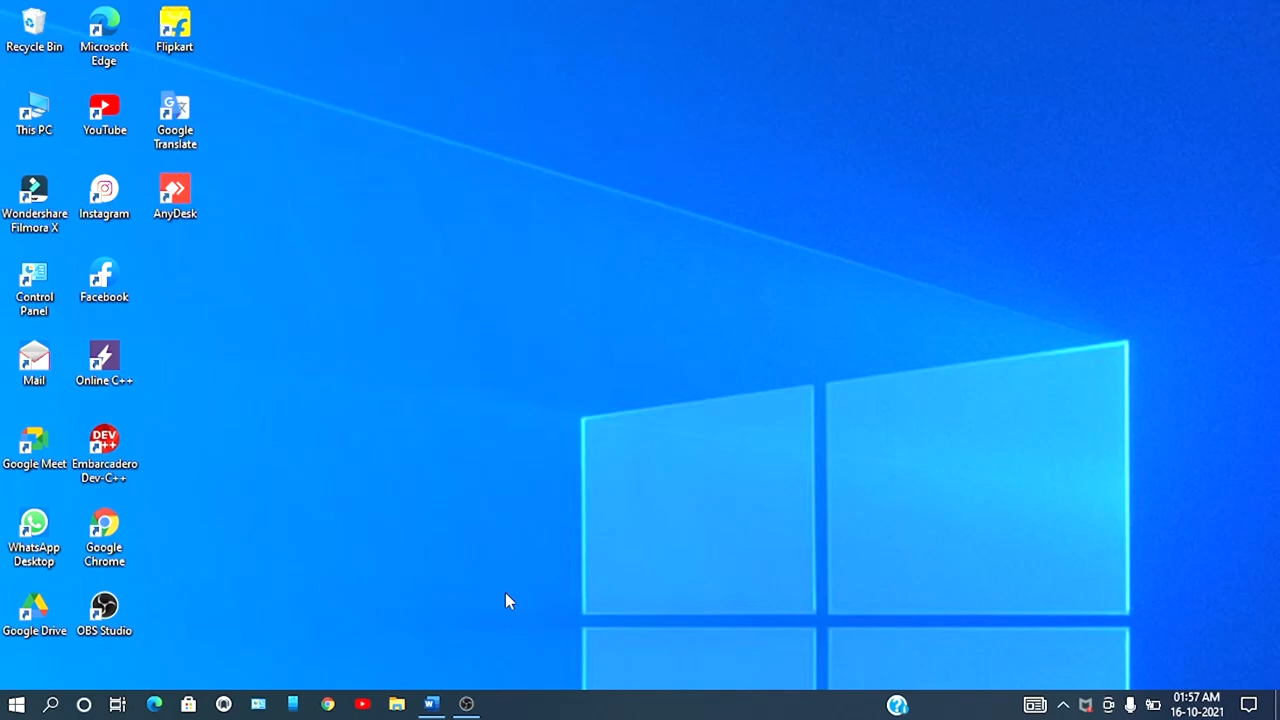 Recycle Bin
Microsoft
Edge
Flipkart
This PC
YouTube
Google
Translate
Wondershare
Filmora X
Instagram
AnyDesk
Control
Panel
Facebook
Mail
Online C++
Google Meet
DEV
C++
Embarcadero
Dev-C++
WhatsApp
Desktop
Google
Chrome
Google Drive
OBS Studio
01:57 AM
16-10-2021